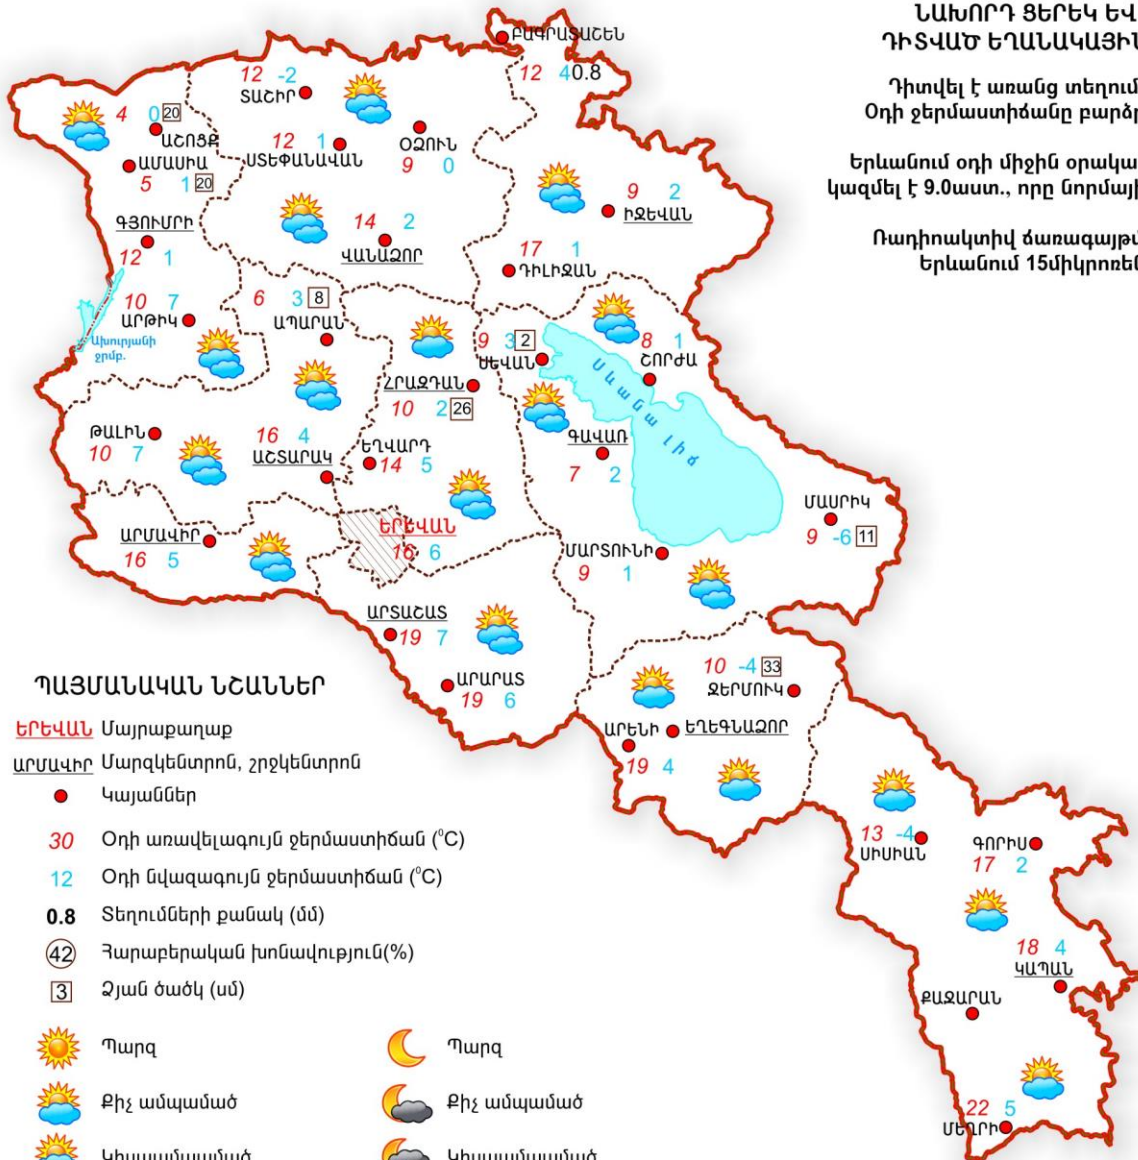 ՆԱԽՈՐԴ ՑԵՐԵԿ ԵՎ
ԴԻՏՎԱԾ ԵՂԱՆԱԿԱՅԻՆ
Դիտվել է առանց տեղում
Օդի ջերմաստիճանը բարձր
Երևանում օդի միջին օրակա
կազմել է 9.0աստ., որը նորմայի
Ռադիոակտիվ ճառագայթմ
Երևանում 15միկրոռեն
ԲԱԳՐԱՏԱՇԵՆ
12 4 0.8
12 -2
ՏԱՇԻՐ
4 0 20
ԱՇՈՑՔ
ԱՄԱՍԻԱ
5 1 20
12 1
ՍՏԵՓԱՆԱՎԱՆ
ՕՁՈՒՆ
9 0
9 2
ԻՋԵՎԱՆ
ԳՅՈՒՄՐԻ
12 1
14 2
ՎԱՆԱՁՈՐ
17 1
ԴԻԼԻՋԱՆ
10 7
ԱՐԹԻԿ
6 3 8
ԱՊԱՐԱՆ
Ախուրյանի
ջրմբ.
9 3 2
ՍԵՎԱՆ
8 1
ՇՈՐԺԱ
Սևանա լիճ
ՀՐԱԶԴԱՆ
10 2 26
ԹԱԼԻՆ
10 7
16 4
ԱՇՏԱՐԱԿ
ԵՂՎԱՐԴ
14 5
ԳԱՎԱՌ
7 2
ՄԱՍՐԻԿ
9 -6 11
ԱՐՄԱՎԻՐ
16 5
ԵՐԵՎԱՆ
16 6
ՄԱՐՏՈՒՆԻ
9 1
ԱՐՏԱՇԱՏ
19 7
ԱՐԱՐԱՏ
19 6
10 -4 33
ՋԵՐՄՈՒԿ
ԱՐԵՆԻ
19 4
ԵՂԵԳՆԱՁՈՐ
13 -4
ՍԻՍԻԱՆ
ԳՈՐԻՍ
17 2
18 4
ԿԱՊԱՆ
ՔԱՋԱՐԱՆ
22 5
ՄԵՂՐԻ
ՊԱՅՄԱՆԱԿԱՆ ՆՇԱՆՆԵՐ
ԵՐԵՎԱՆ Մայրաքաղաք
ԱՐՄԱՎԻՐ Մարզկենտրոն, շրջկենտրոն
Կայաններ
30 Օդի առավելագույն ջերմաստիճան (⁰C)
12 Օդի նվազագույն ջերմաստիճան (⁰C)
0.8 Տեղումների քանակ (մմ)
42 Հարաբերական խոնավություն(%)
3 Ձյան ծածկ (սմ)
Պարզ Պարզ
Քիչ ամպամած Քիչ ամպամած
Կիսաամպամած Կիսաամպամած